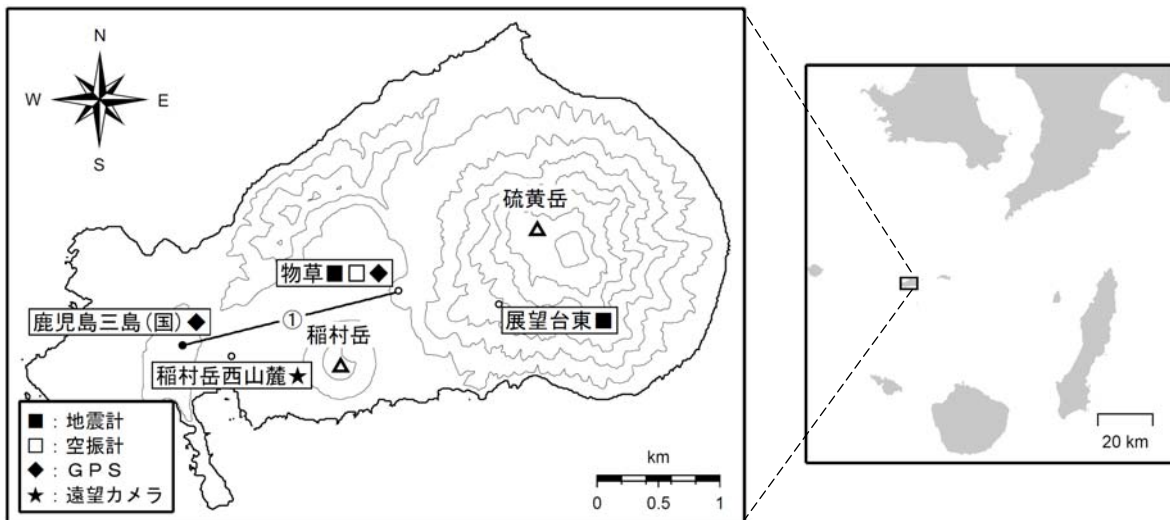 N
W E
S
硫黄岳
物草■□◆
鹿児島三島(国)◆
①
展望台東■
稲村岳
稲村岳西山麓★
■:地震計
□:空振計
◆:GPS
★:遠望カメラ
km
0 0.5 1
20 km